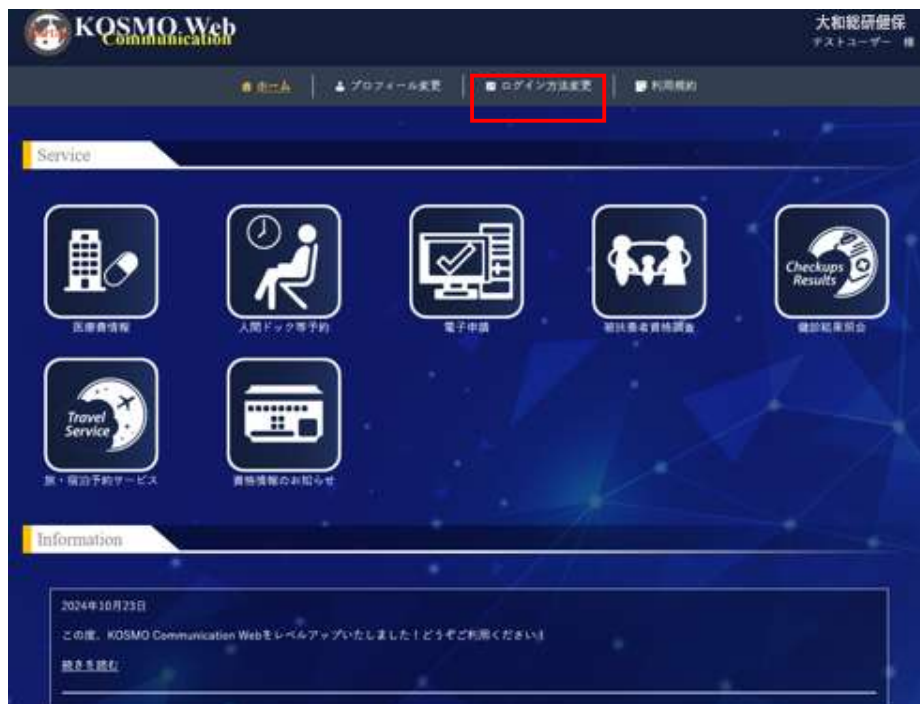 KOSMO Web
Communication
大和総研健保
テストユーザー 様
ホーム
プロフィール変更
ログイン方法変更
利用規約
Service
医療費情報
人間ドック等予約
電子申請
被扶養者資格調査
Checkups
Results
健診結果照会
Travel
Service
旅・宿泊予約サービス
資格情報のお知らせ
Information
2024年10月23日
この度、KOSMO Communication Webをレベルアップいたしました！どうぞご利用ください！
続きを読む